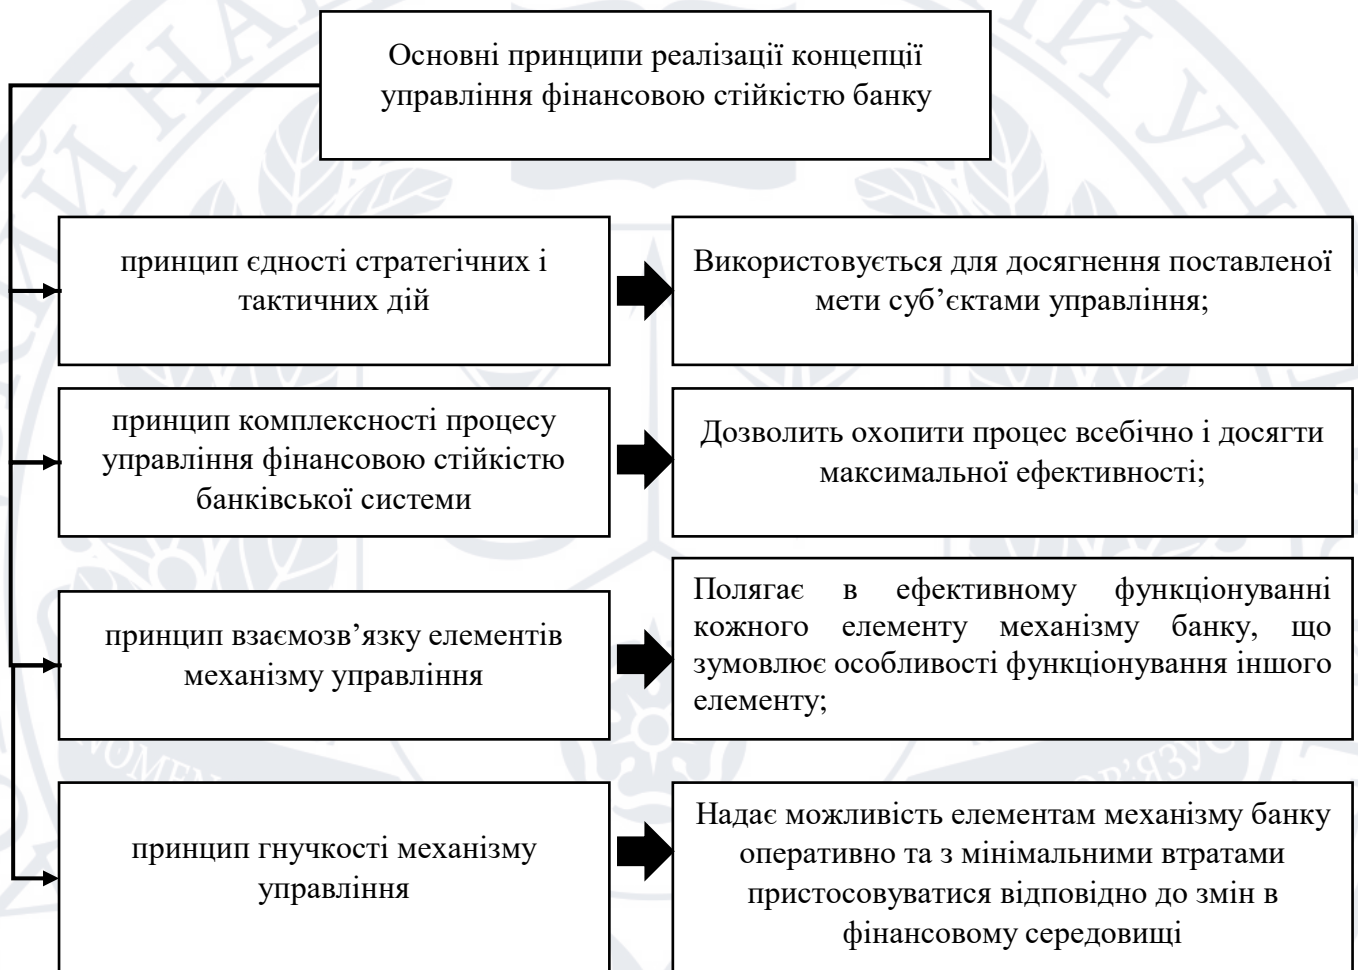 Основні принципи реалізації концепції
управління фінансовою стійкістю банку
принцип єдності стратегічних і
тактичних дій
Використовується для досягнення поставленої
мети суб’єктами управління;
принцип комплексності процесу
управління фінансовою стійкістю
банківської системи
Дозволить охопити процес всебічно і досягти
максимальної ефективності;
принцип взаємозв’язку елементів
механізму управління
Полягає в ефективному функціонуванні
кожного елементу механізму банку, що
зумовлює особливості функціонування іншого
елементу;
принцип гнучкості механізму
управління
Надає можливість елементам механізму банку
оперативно та з мінімальними втратами
пристосовуватися відповідно до змін в
фінансовому середовищі